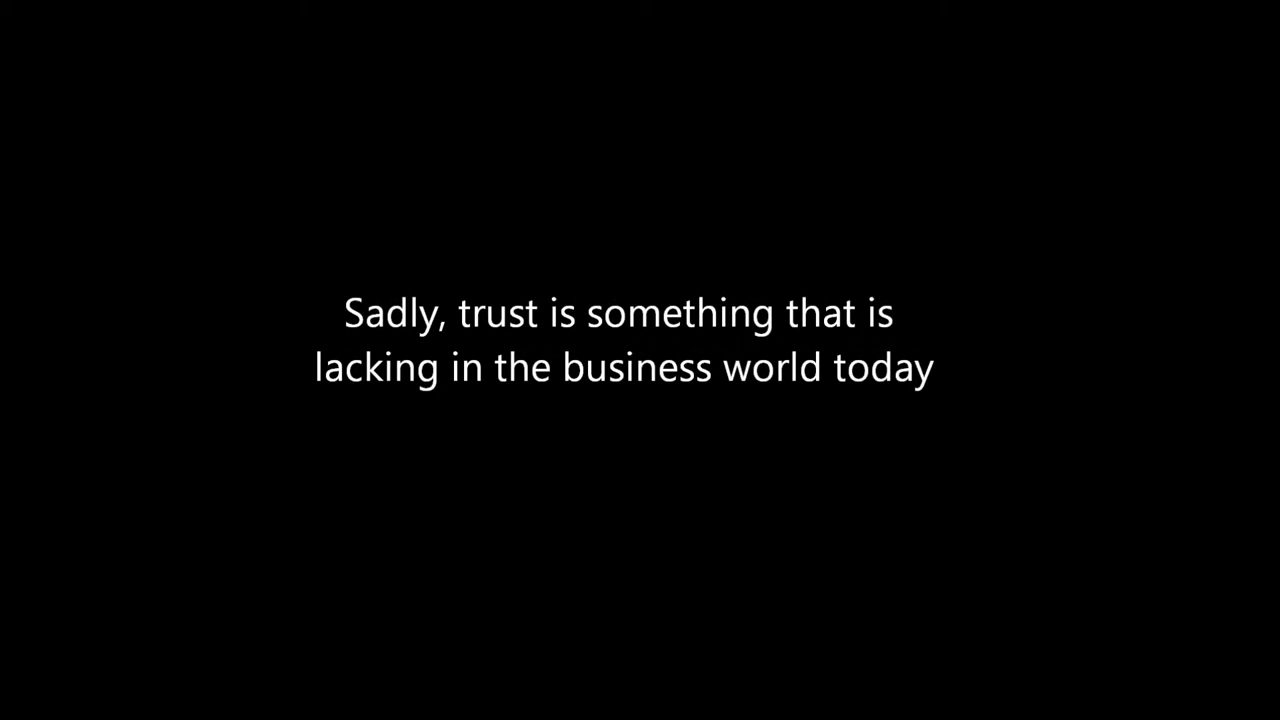 Sadly, trust is something that is
lacking in the business world today